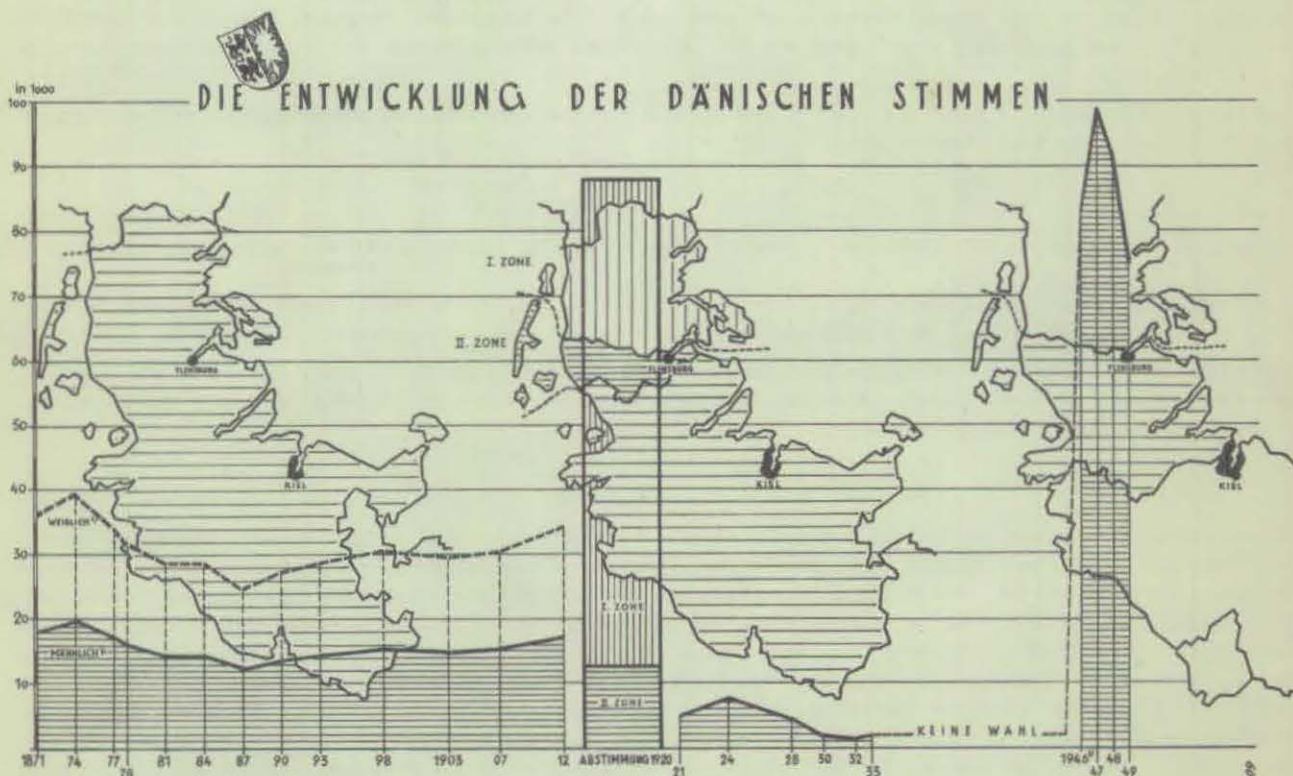 in 1000
DIE ENTWICKLUNG DER DÄNISCHEN STIMMEN
100
90
80
70
60
50
40
30
20
10
FLENSBURG
KIEL
WEIBLICH
MÄNNLICH
I. ZONE
II. ZONE
FLENSBURG
KIEL
I. ZONE
II. ZONE
FLENSBURG
KIEL
KEINE WAHL
1871 74 77 78 81 84 87 90 93 98 1903 07 12 ABSTIMMUNG 1920 21 24 28 30 32 33 1946 47 48 49